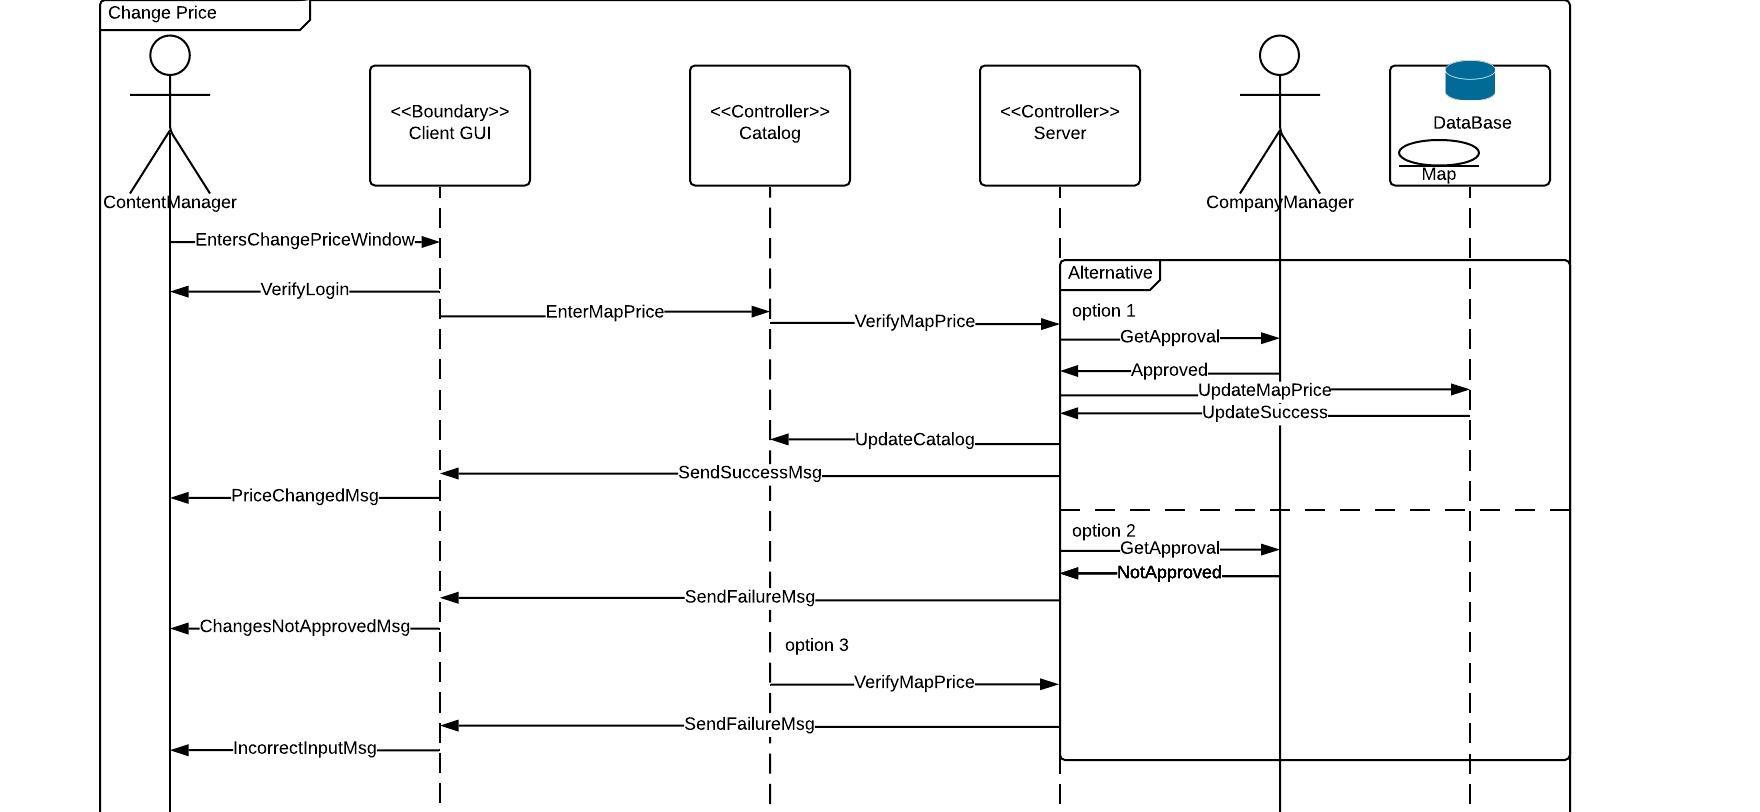 Change Price
<<Boundary>>
Client GUI
<<Controller>>
Catalog
<<Controller>>
Server
DataBase
Map
ContentManager
CompanyManager
EntersChangePriceWindow
Alternative
VerifyLogin
option 1
EnterMapPrice
VerifyMapPrice
GetApproval
Approved
UpdateMapPrice
UpdateSuccess
UpdateCatalog
SendSuccessMsg
PriceChangedMsg
option 2
GetApproval
NotApproved
SendFailureMsg
ChangesNotApprovedMsg
option 3
VerifyMapPrice
SendFailureMsg
IncorrectInputMsg